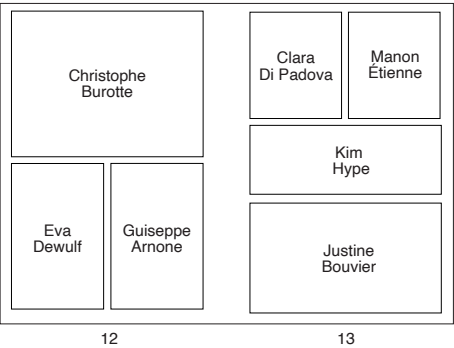 Christophe
Burotte
Eva
Dewulf
Guiseppe
Arnone
Clara
Di Padova
Manon
Étienne
Kim
Hype
Justine
Bouvier
12
13